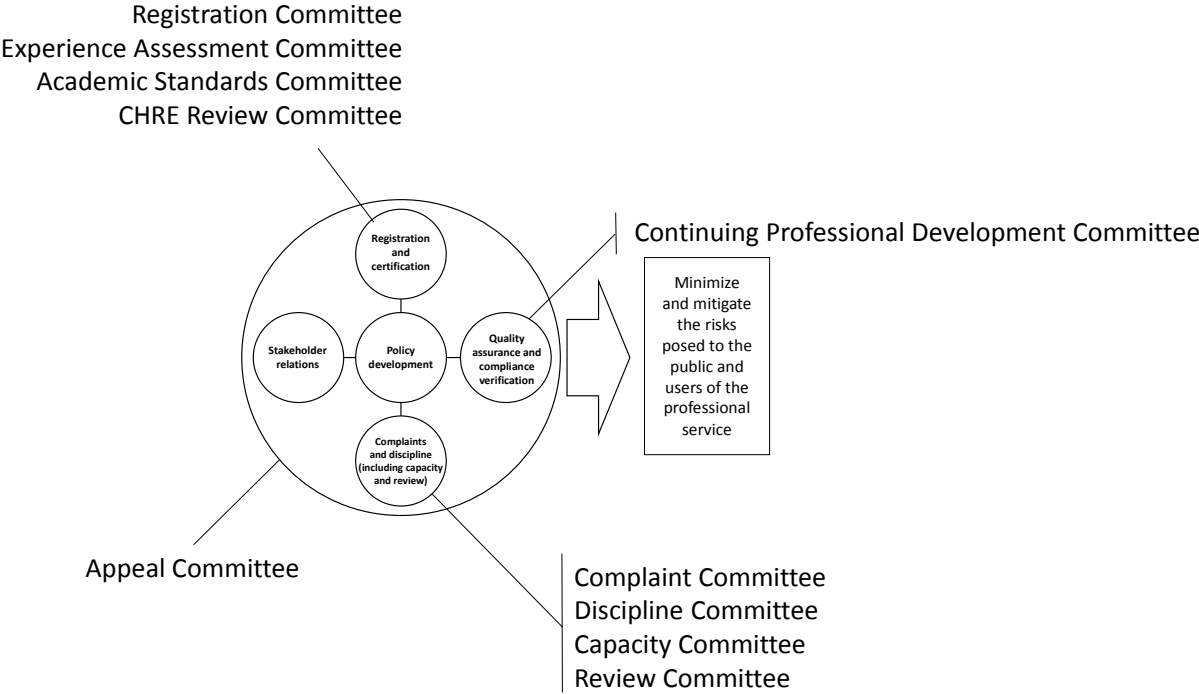 Registration Committee
Experience Assessment Committee
Academic Standards Committee
CHRE Review Committee
Continuing Professional Development Committee
Registration
and
certification
Stakeholder
relations
Policy
development
Quality
assurance and
compliance
verification
Minimize
and mitigate
the risks
posed to the
public and
users of the
professional
service
Complaints
and discipline
(including capacity
and review)
Appeal Committee
Complaint Committee
Discipline Committee
Capacity Committee
Review Committee